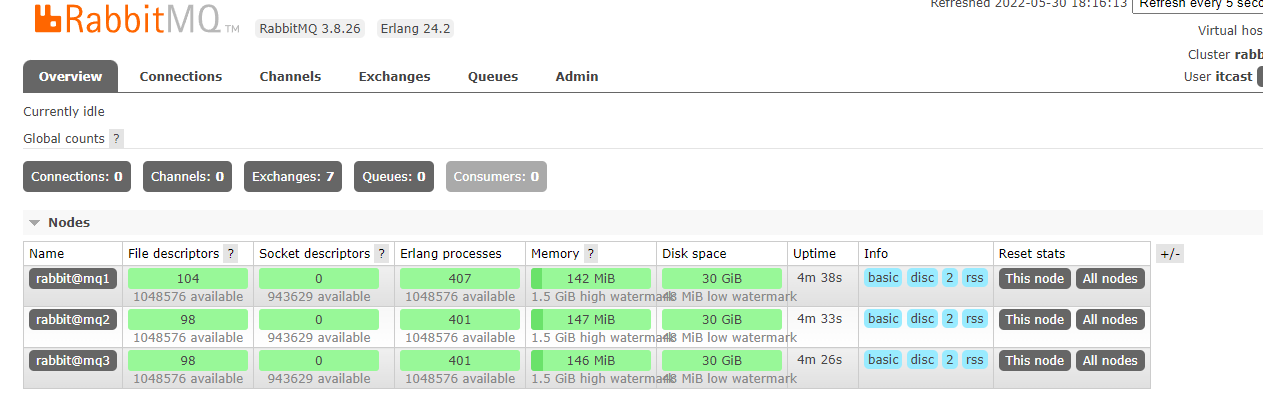 Refreshed 2022-05-30 18:16:13 Refresh every 5 seco
RabbitMQ TM RabbitMQ 3.8.26 Erlang 24.2
Virtual hos
Cluster rabb
User itcast
Overview Connections Channels Exchanges Queues Admin
Currently idle
Global counts ?
Connections: 0 Channels: 0 Exchanges: 7 Queues: 0 Consumers: 0
Nodes
Name File descriptors ? Socket descriptors ? Erlang processes Memory ? Disk space Uptime Info Reset stats +/-
rabbit@mq1 104 0 407 142 MiB 30 GiB 4m 38s basic disc 2 rss This node All nodes
1048576 available 943629 available 1048576 available 1.5 GiB high watermark 48 MiB low watermark
rabbit@mq2 98 0 401 147 MiB 30 GiB 4m 33s basic disc 2 rss This node All nodes
1048576 available 943629 available 1048576 available 1.5 GiB high watermark 48 MiB low watermark
rabbit@mq3 98 0 401 146 MiB 30 GiB 4m 26s basic disc 2 rss This node All nodes
1048576 available 943629 available 1048576 available 1.5 GiB high watermark 48 MiB low watermark